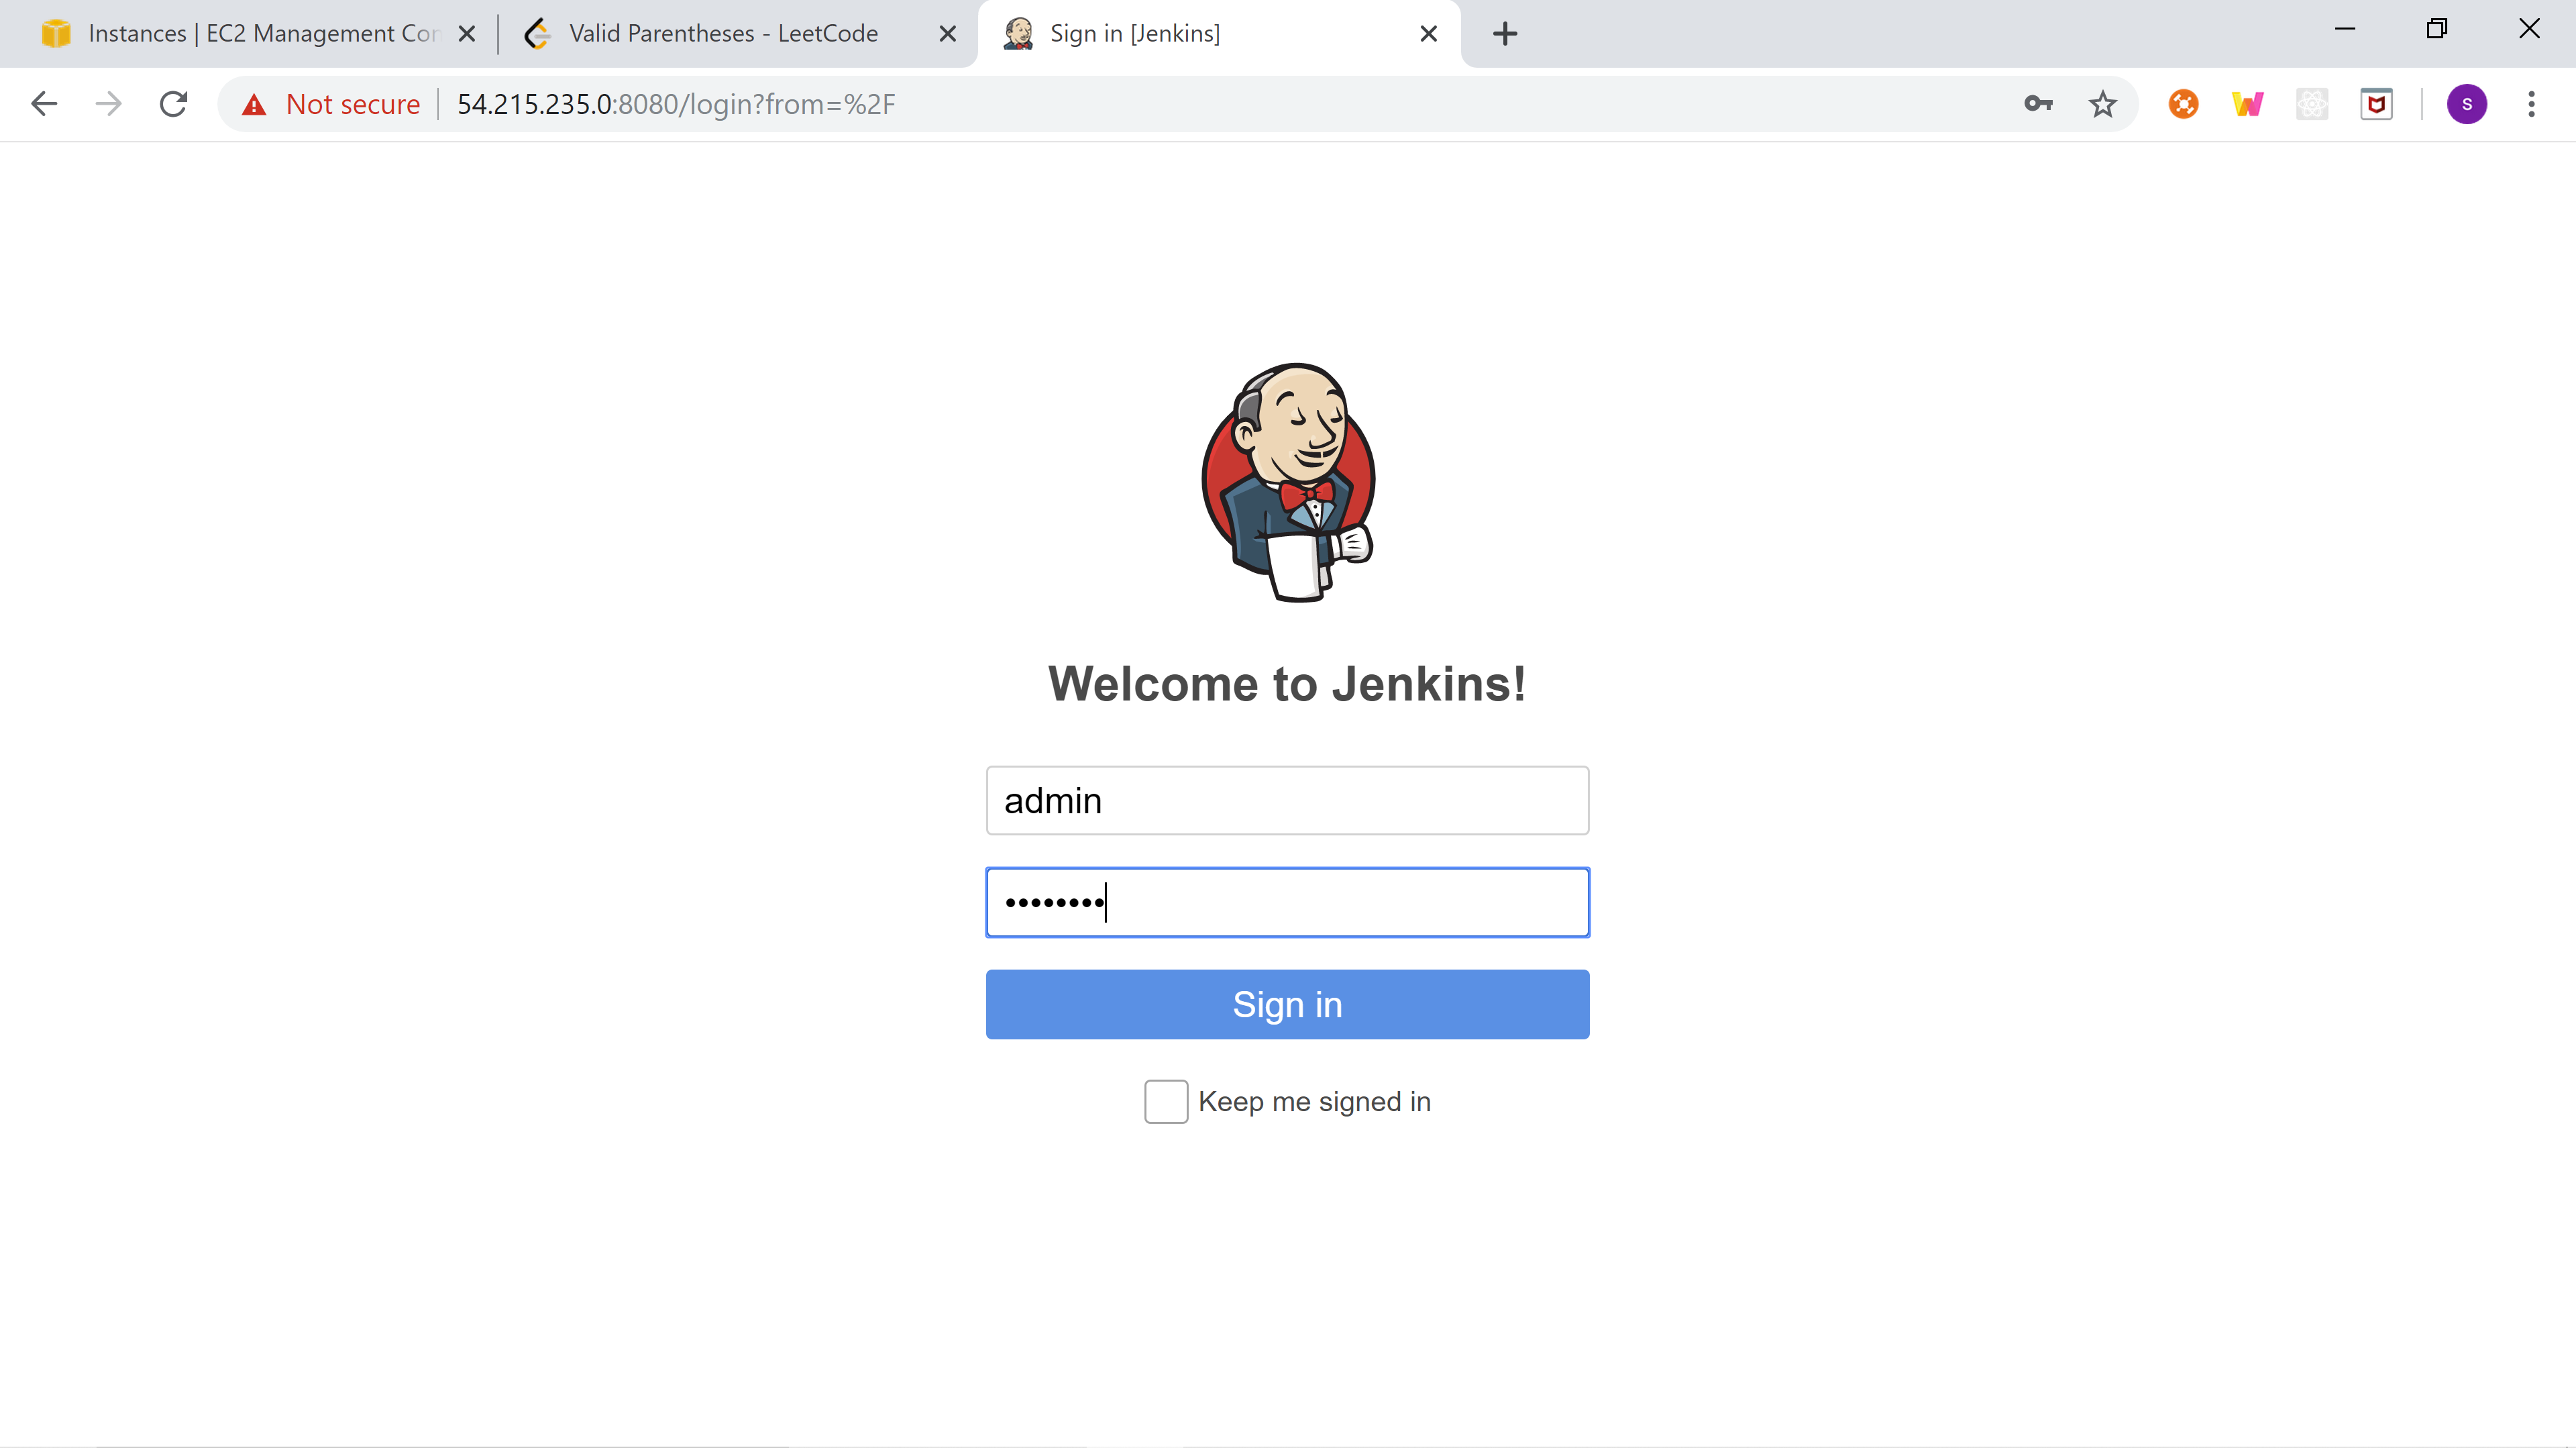 Instances | EC2 Management Con
Valid Parentheses - LeetCode
Sign in [Jenkins]
Not secure
54.215.235.0:8080/login?from=%2F
S
Welcome to Jenkins!
admin
••••••••
Sign in
Keep me signed in